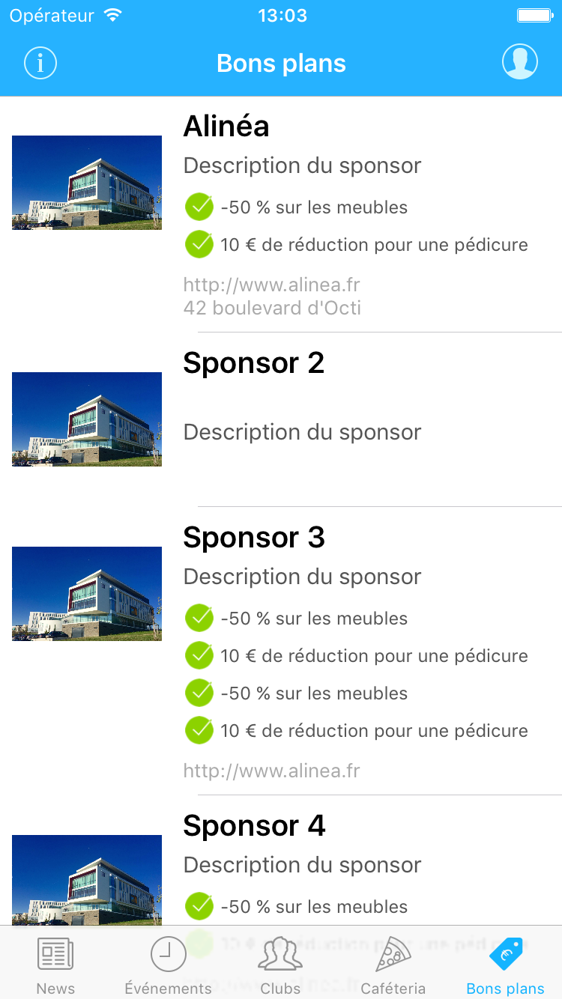 Opérateur 13:03
Bons plans
Alinéa
Description du sponsor
-50 % sur les meubles
10 € de réduction pour une pédicure
http://www.alinea.fr
42 boulevard d'Octi
Sponsor 2
Description du sponsor
Sponsor 3
Description du sponsor
-50 % sur les meubles
10 € de réduction pour une pédicure
-50 % sur les meubles
10 € de réduction pour une pédicure
http://www.alinea.fr
Sponsor 4
Description du sponsor
-50 % sur les meubles
News Événements Clubs Caféteria Bons plans